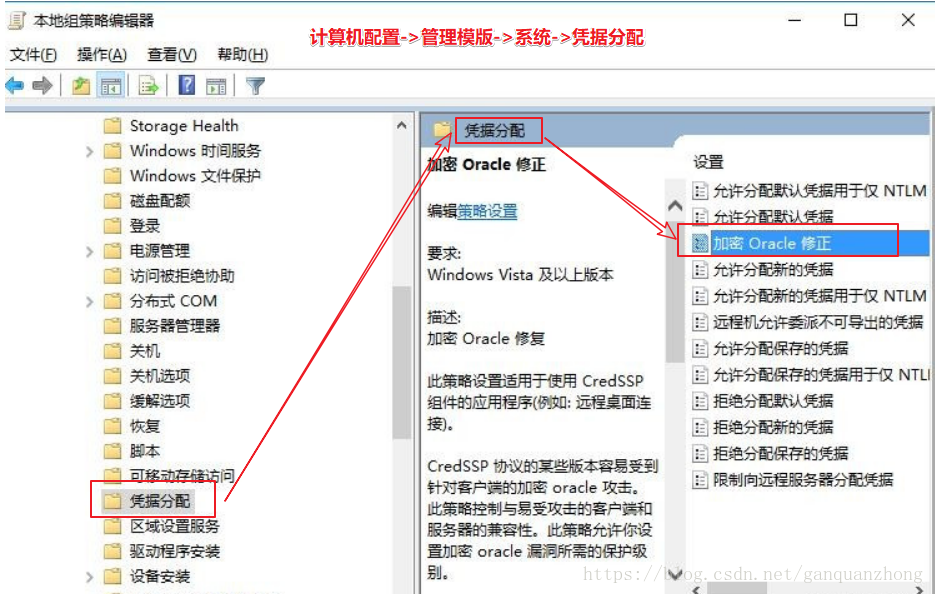 本地组策略编辑器
计算机配置->管理模版->系统->凭据分配
文件(F) 操作(A) 查看(V) 帮助(H)
Storage Health
Windows 时间服务
Windows 文件保护
磁盘配额
登录
电源管理
访问被拒绝协助
分布式 COM
服务器管理器
关机
关机选项
缓解选项
恢复
脚本
可移动存储访问
凭据分配
区域设置服务
驱动程序安装
设备安装
凭据分配
加密 Oracle 修正
编辑策略设置
要求:
Windows Vista 及以上版本
描述:
加密 Oracle 修复
此策略设置适用于使用 CredSSP
组件的应用程序(例如: 远程桌面连
接)。
CredSSP 协议的某些版本容易受到
针对客户端的加密 oracle 攻击。
此策略控制与易受攻击的客户端和
服务器的兼容性。此策略允许你设
置加密 oracle 漏洞所需的保护级
别。
设置
允许分配默认凭据用于仅 NTLM
允许分配默认凭据
加密 Oracle 修正
允许分配新的凭据
允许分配新的凭据用于仅 NTLM
远程机允许委派不可导出的凭据
允许分配保存的凭据
允许分配保存的凭据用于仅 NTL
拒绝分配默认凭据
拒绝分配新的凭据
拒绝分配保存的凭据
限制向远程服务器分配凭据
https://blog.csdn.net/ganquanzhong